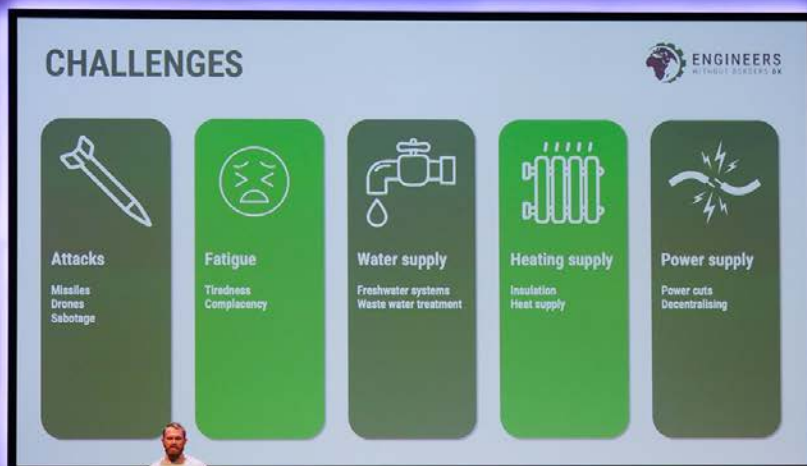 CHALLENGES
ENGINEERS
WITHOUT BORDERS DK
Attacks
Missiles
Drones
Sabotage
Fatigue
Tiredness
Complacency
Water supply
Freshwater systems
Waste water treatment
Heating supply
Insulation
Heat supply
Power supply
Power cuts
Decentralising